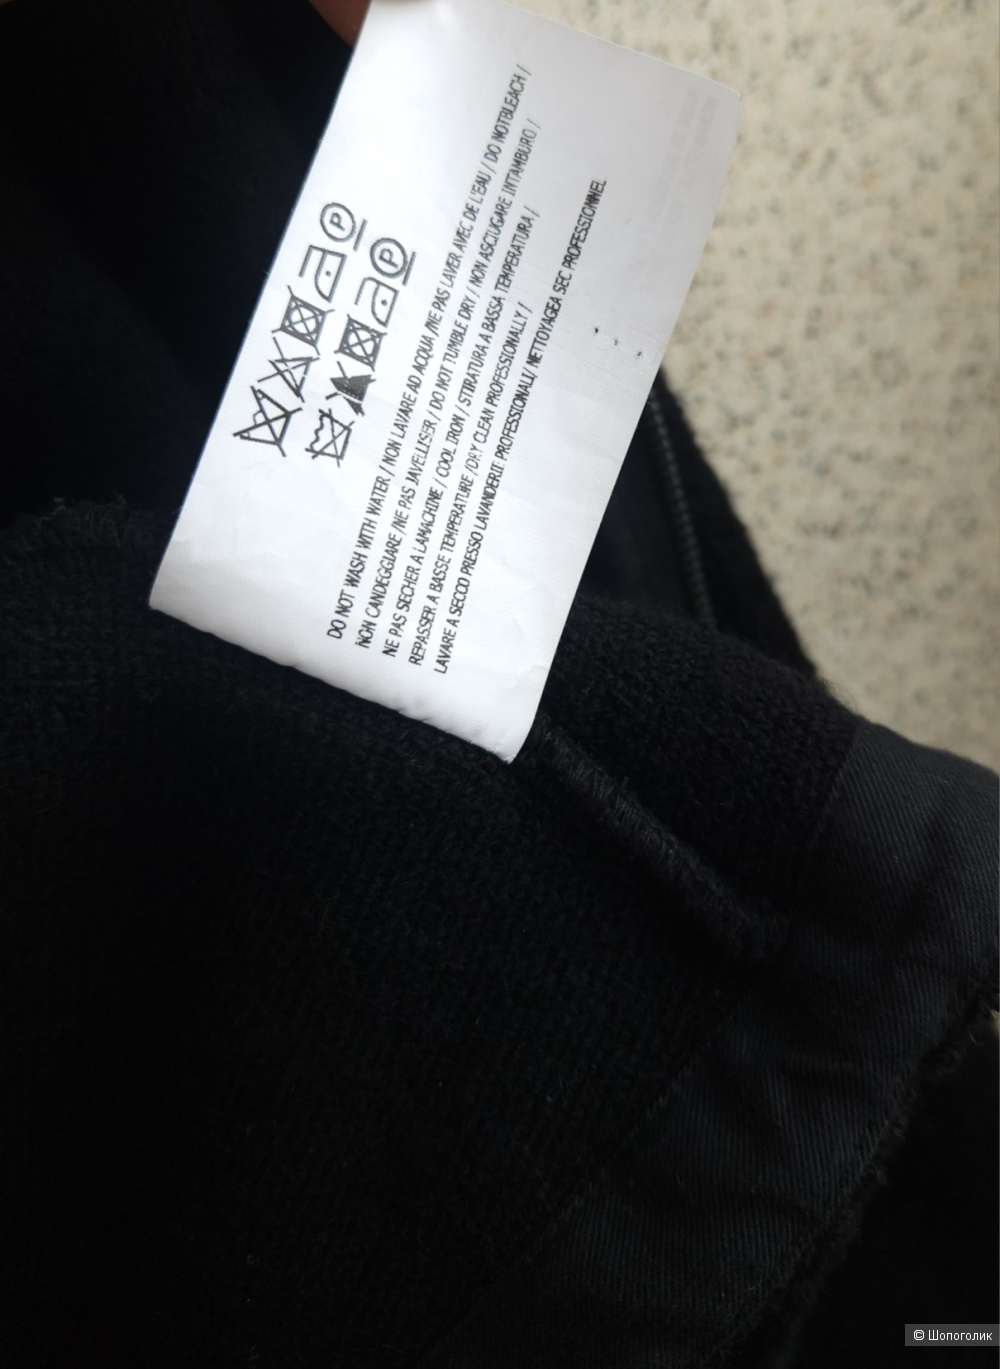 P
P
DO NOT WASH WITH WATER / NON LAVARE AD ACQUA /NE PAS LAVER AVEC DE L'EAU / DO NOTBLEACH /
NON CANDEGGIARE /NE PAS JAVELLISER / DO NOT TUMBLE DRY / NON ASCIUGARE INTAMBURO /
NE PAS SECHER A LAMACHINE / COOL IRON / STIRATURA A BASSA TEMPERATURA /
REPASSER A BASSE TEMPERATURE /DRY CLEAN PROFESSIONALLY /
LAVARE A SECCO PRESSO LAVANDERIE PROFESSIONALI/ NETTOYAGEA SEC PROFESSIONNEL
© Шопоголик